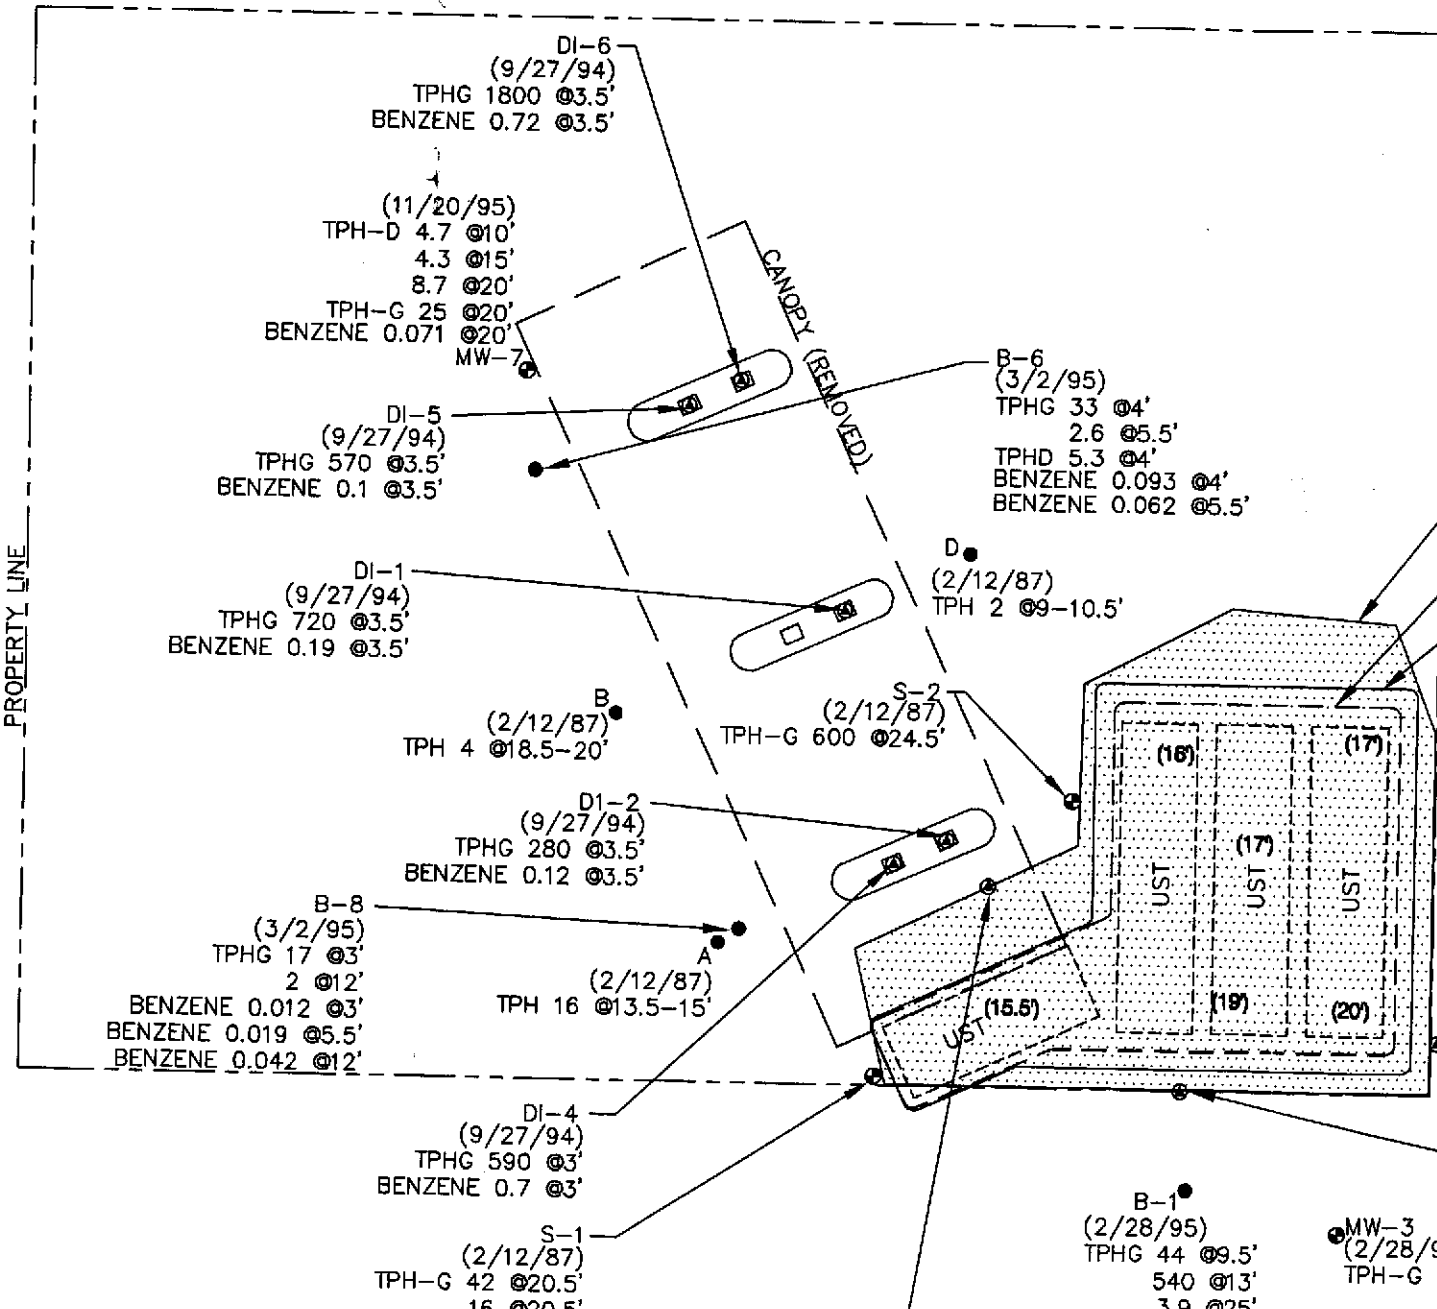 DI-6
(9/27/94)
TPHG 1800 @3.5'
BENZENE 0.72 @3.5'
(11/20/95)
TPH-D 4.7 @10'
4.3 @15'
8.7 @20'
TPH-G 25 @20'
BENZENE 0.071 @20'
MW-7
CANOPY (REMOVED)
DI-5
(9/27/94)
TPHG 570 @3.5'
BENZENE 0.1 @3.5'
B-6
(3/2/95)
TPHG 33 @4'
2.6 @5.5'
TPHD 5.3 @4'
BENZENE 0.093 @4'
BENZENE 0.062 @5.5'
PROPERTY LINE
DI-1
(9/27/94)
TPHG 720 @3.5'
BENZENE 0.19 @3.5'
D
(2/12/87)
TPH 2 @9-10.5'
B
(2/12/87)
TPH 4 @18.5-20'
S-2
(2/12/87)
TPH-G 600 @24.5'
D1-2
(9/27/94)
TPHG 280 @3.5'
BENZENE 0.12 @3.5'
(16')
(17')
(17')
UST
UST
UST
(19')
(20')
B-8
(3/2/95)
TPHG 17 @3'
2 @12'
BENZENE 0.012 @3'
BENZENE 0.019 @5.5'
BENZENE 0.042 @12'
A
(2/12/87)
TPH 16 @13.5-15'
UST
(15.5')
DI-4
(9/27/94)
TPHG 590 @3'
BENZENE 0.7 @3'
S-1
(2/12/87)
TPH-G 42 @20.5'
16 @20.5'
B-1
(2/28/95)
TPHG 44 @9.5'
540 @13'
3.9 @25'
MW-3
(2/28/9
TPH-G